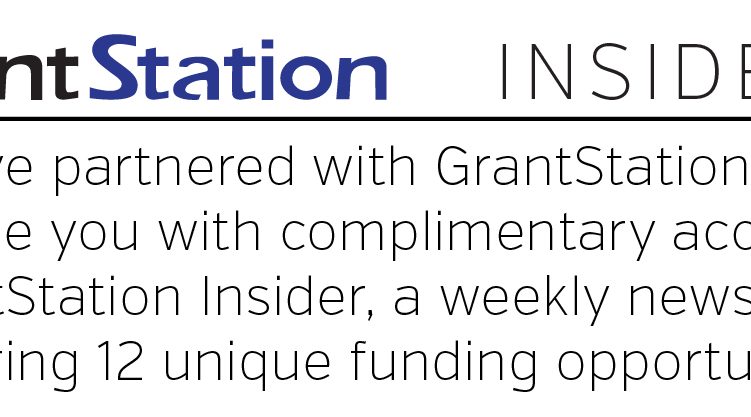 ntStation INSIDE
ve partnered with GrantStation
e you with complimentary acc
tStation Insider, a weekly news
ring 12 unique funding opportu